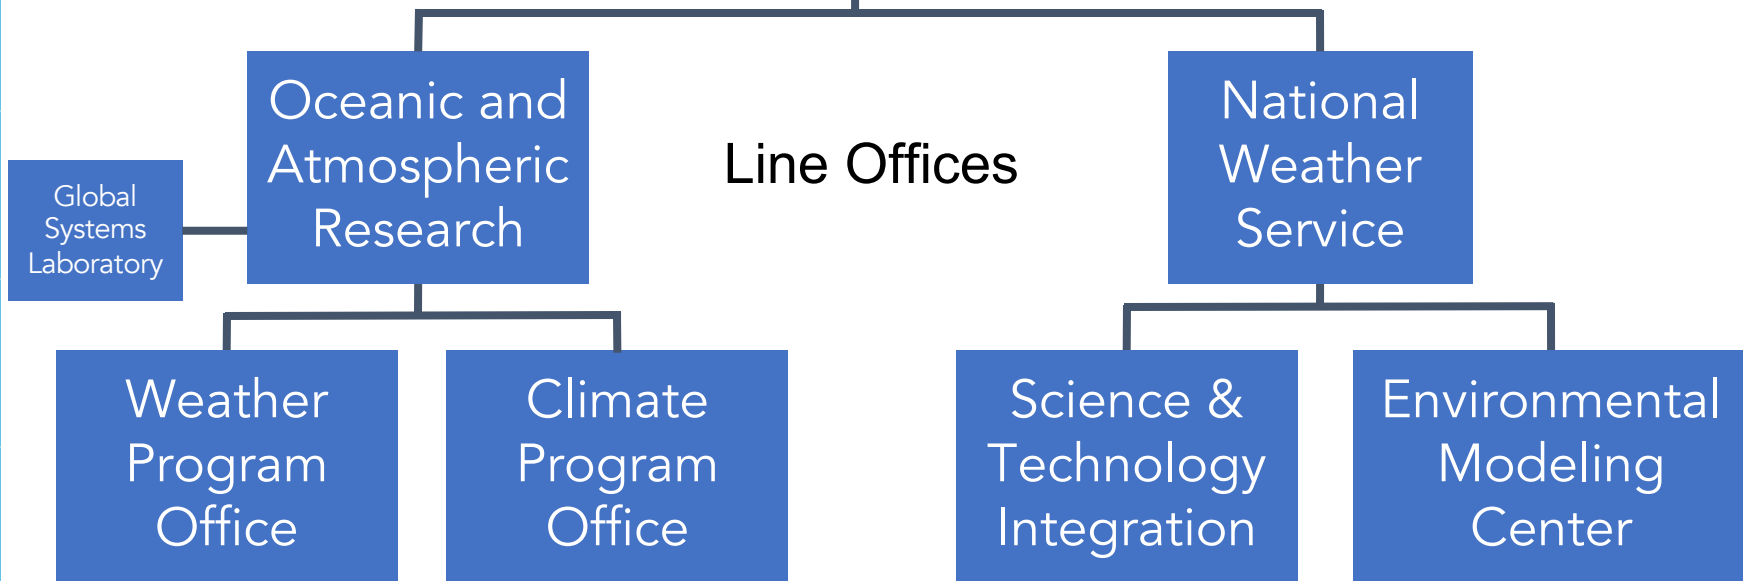 Oceanic and
Atmospheric
Research
Line Offices
National
Weather
Service
Global
Systems
Laboratory
Weather
Program
Office
Climate
Program
Office
Science &
Technology
Integration
Environmental
Modeling
Center